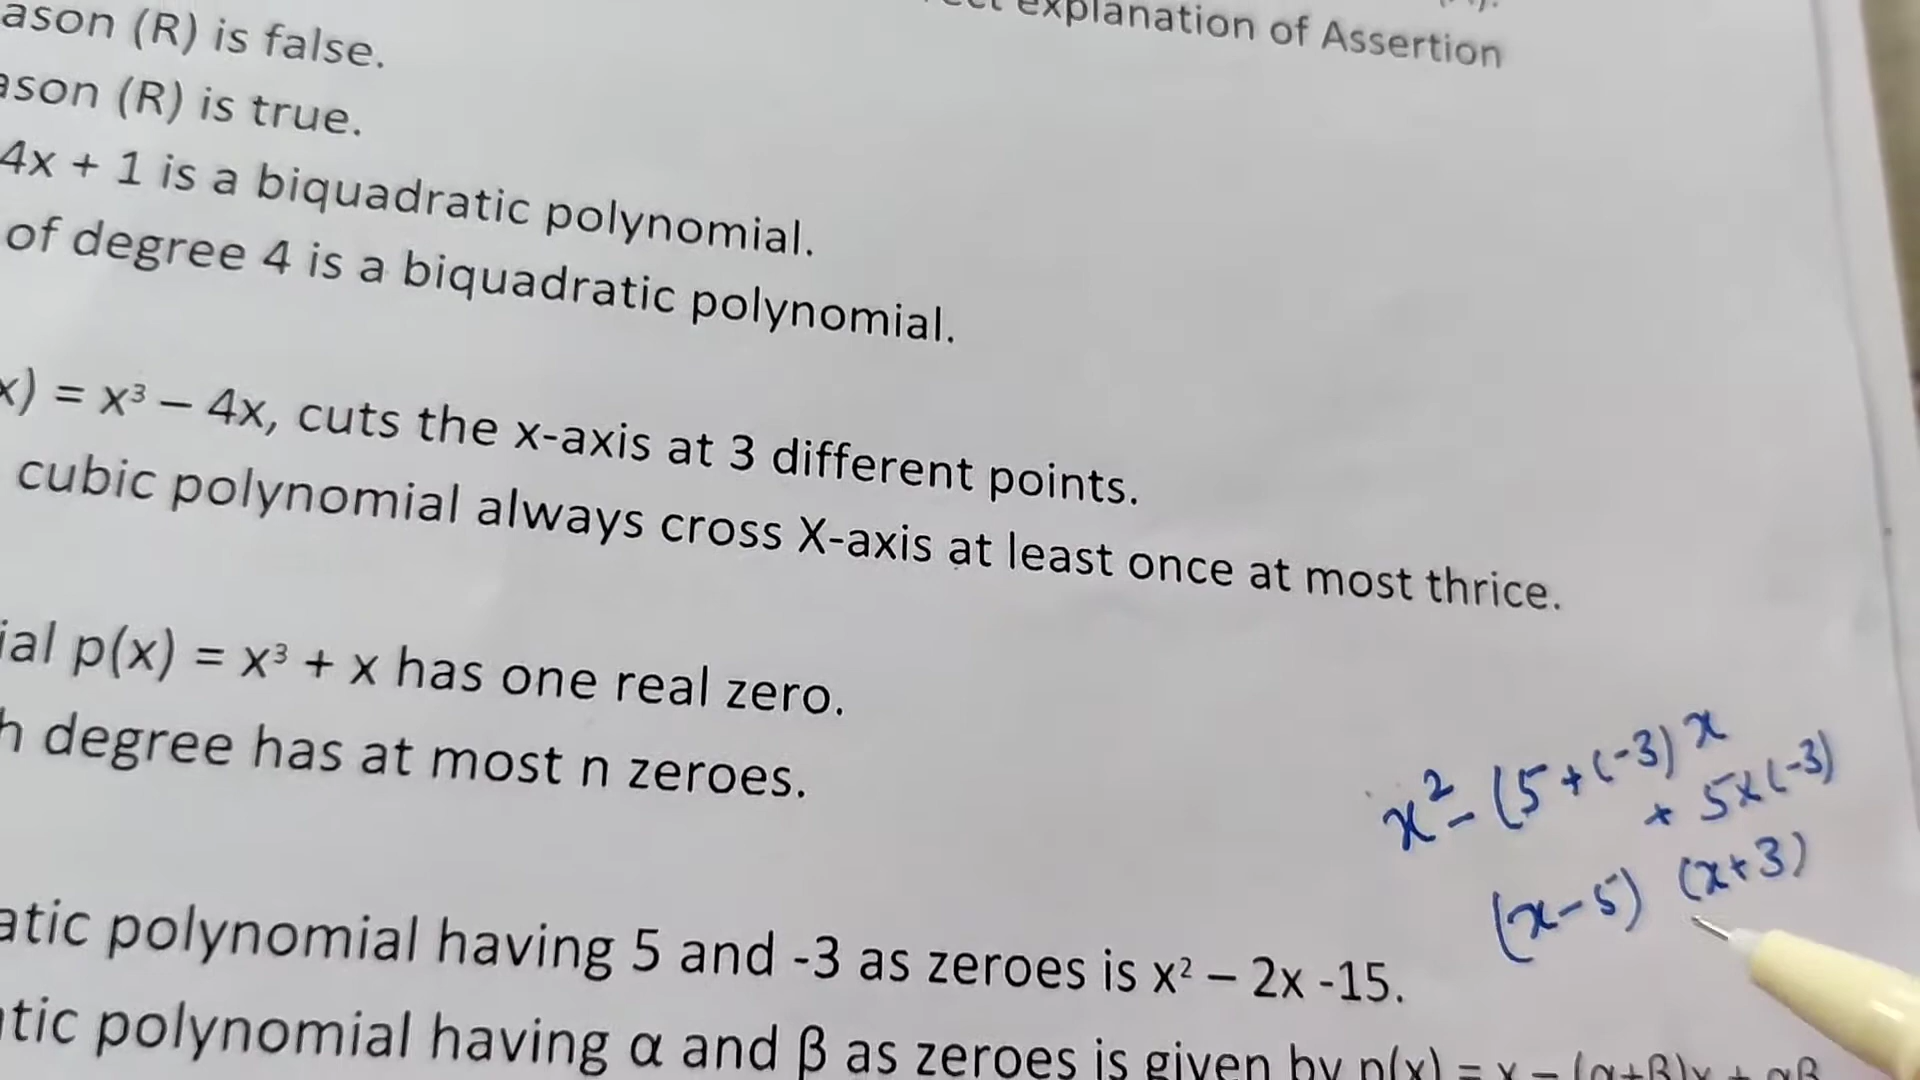 explanation of Assertion
ason (R) is false.
ason (R) is true.
4x + 1 is a biquadratic polynomial.
of degree 4 is a biquadratic polynomial.
x) = x³ – 4x, cuts the x-axis at 3 different points.
cubic polynomial always cross X-axis at least once at most thrice.
ial p(x) = x³ + x has one real zero.
h degree has at most n zeroes.
x² - (5 + (-3) x
+ 5x(-3)
(x-5) (x+3)
atic polynomial having 5 and -3 as zeroes is x² – 2x -15.
tic polynomial having α and β as zeroes is given by p(x) = x – (α+β)x + αβ